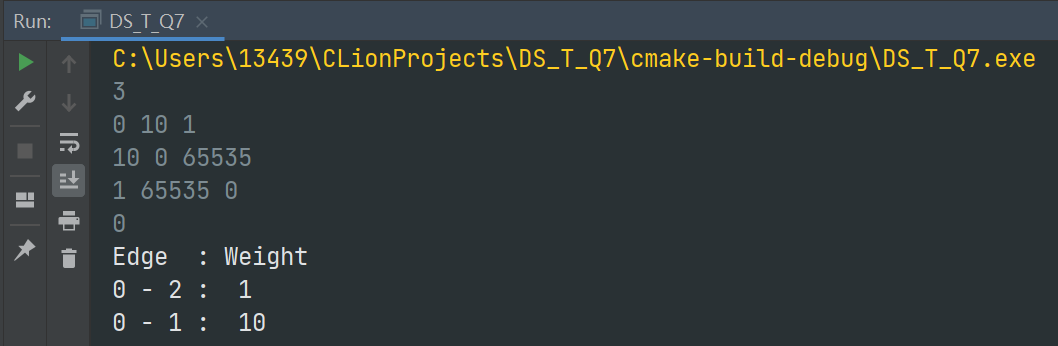 Run: DS_T_Q7 ×
C:\Users\13439\CLionProjects\DS_T_Q7\cmake-build-debug\DS_T_Q7.exe
3
0 10 1
10 0 65535
1 65535 0
0
Edge  : Weight
0 - 2 :  1
0 - 1 :  10